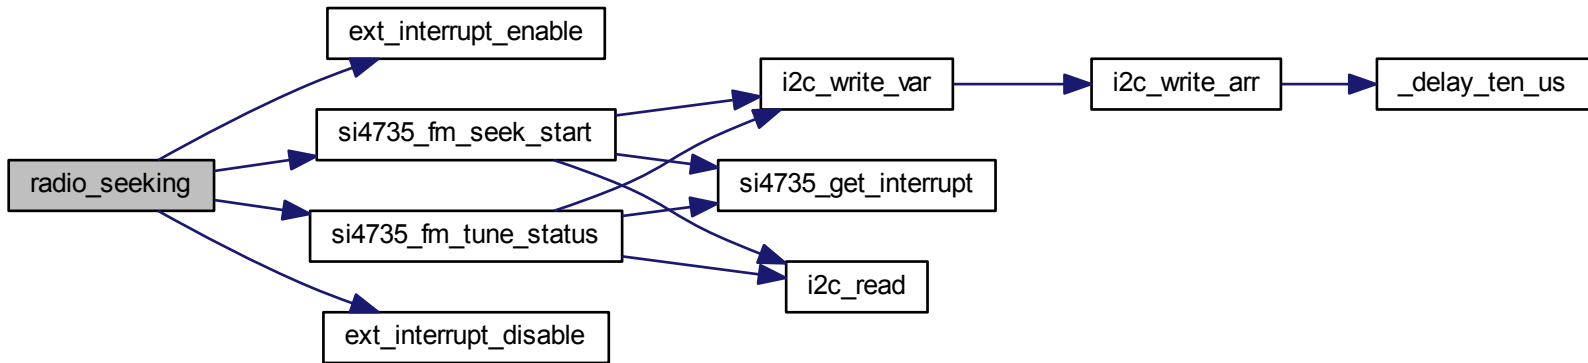 ext_interrupt_enable
i2c_write_var
i2c_write_arr
_delay_ten_us
si4735_fm_seek_start
radio_seeking
si4735_get_interrupt
si4735_fm_tune_status
i2c_read
ext_interrupt_disable